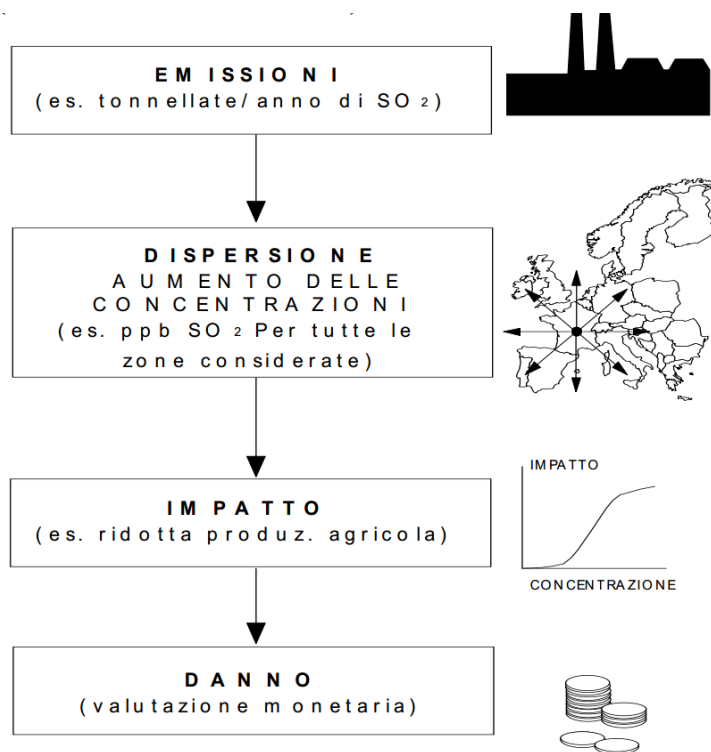 EMISSIONI
(es. tonnellate/anno di SO2)
DISPERSIONE
AUMENTO DELLE
CONCENTRAZIONI
(es. ppb SO2 Per tutte le
zone considerate)
IMPATTO
(es. ridotta produz. agricola)
IMPATTO
CONCENTRAZIONE
DANNO
(valutazione monetaria)